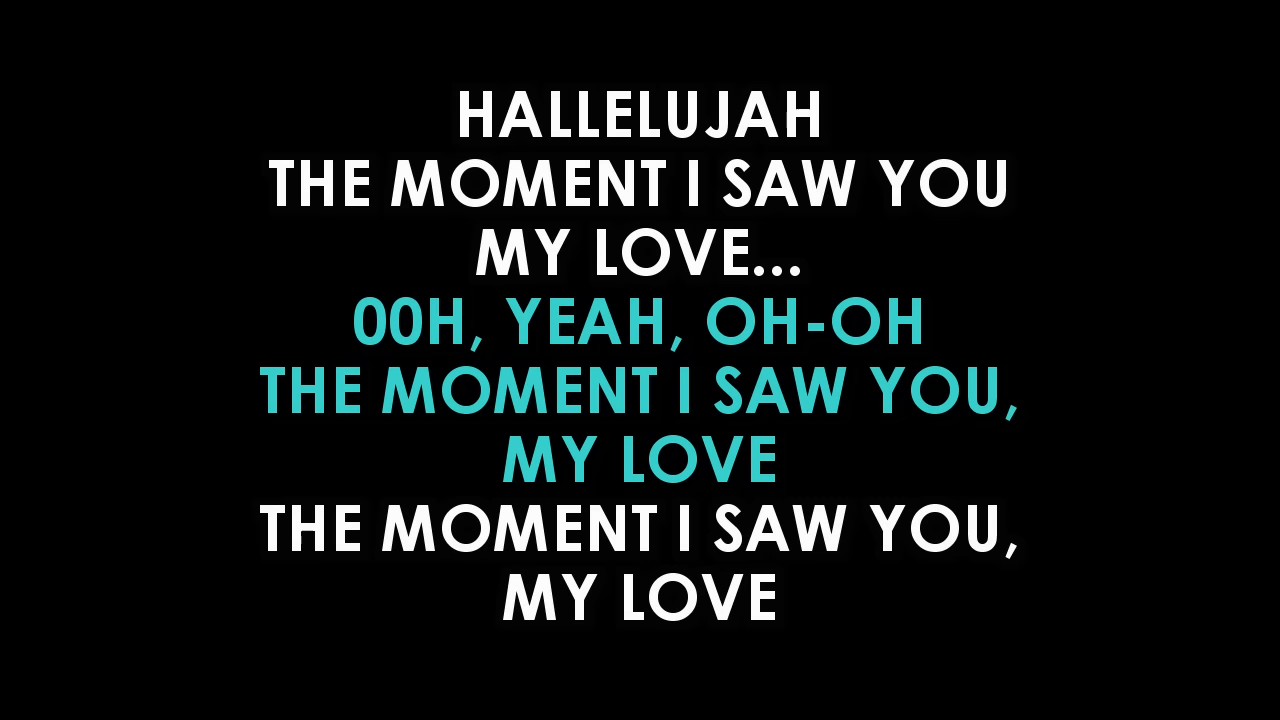 HALLELUJAH
THE MOMENT I SAW YOU
MY LOVE...
00H, YEAH, OH-OH
THE MOMENT I SAW YOU,
MY LOVE
THE MOMENT I SAW YOU,
MY LOVE